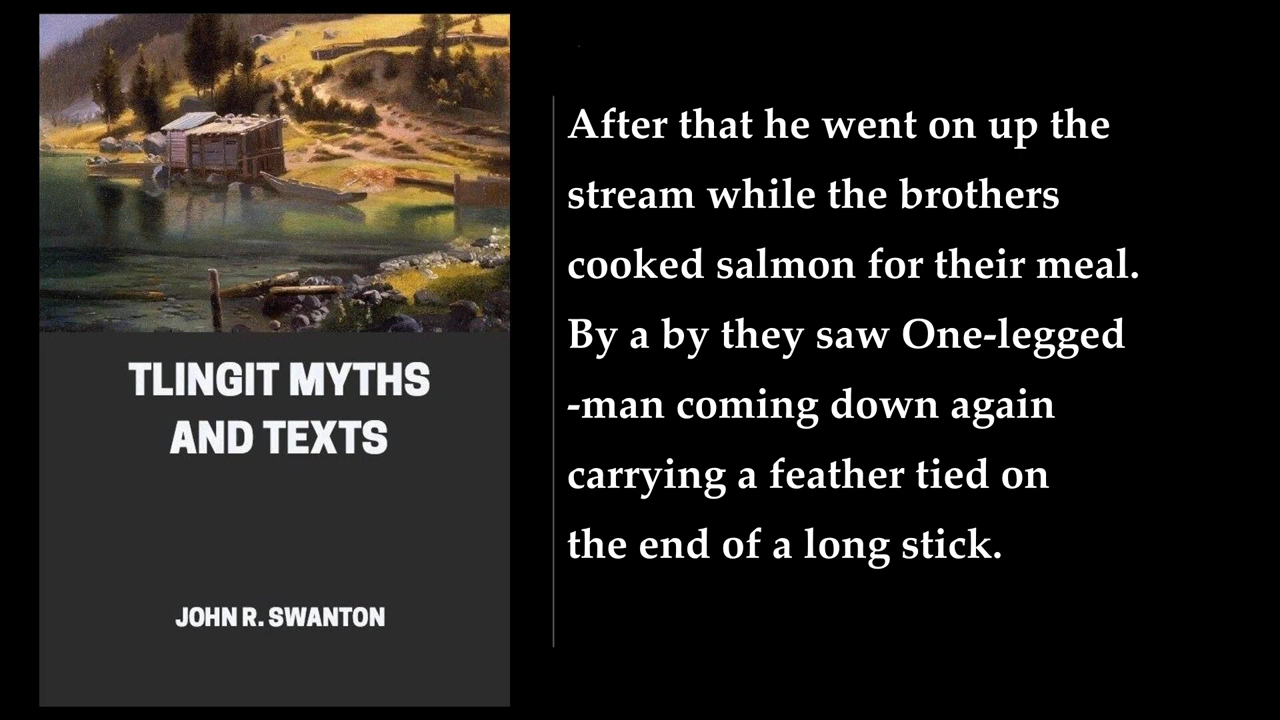 TLINGIT MYTHS
AND TEXTS
JOHN R. SWANTON
After that he went on up the
stream while the brothers
cooked salmon for their meal.
By a by they saw One-legged
-man coming down again
carrying a feather tied on
the end of a long stick.